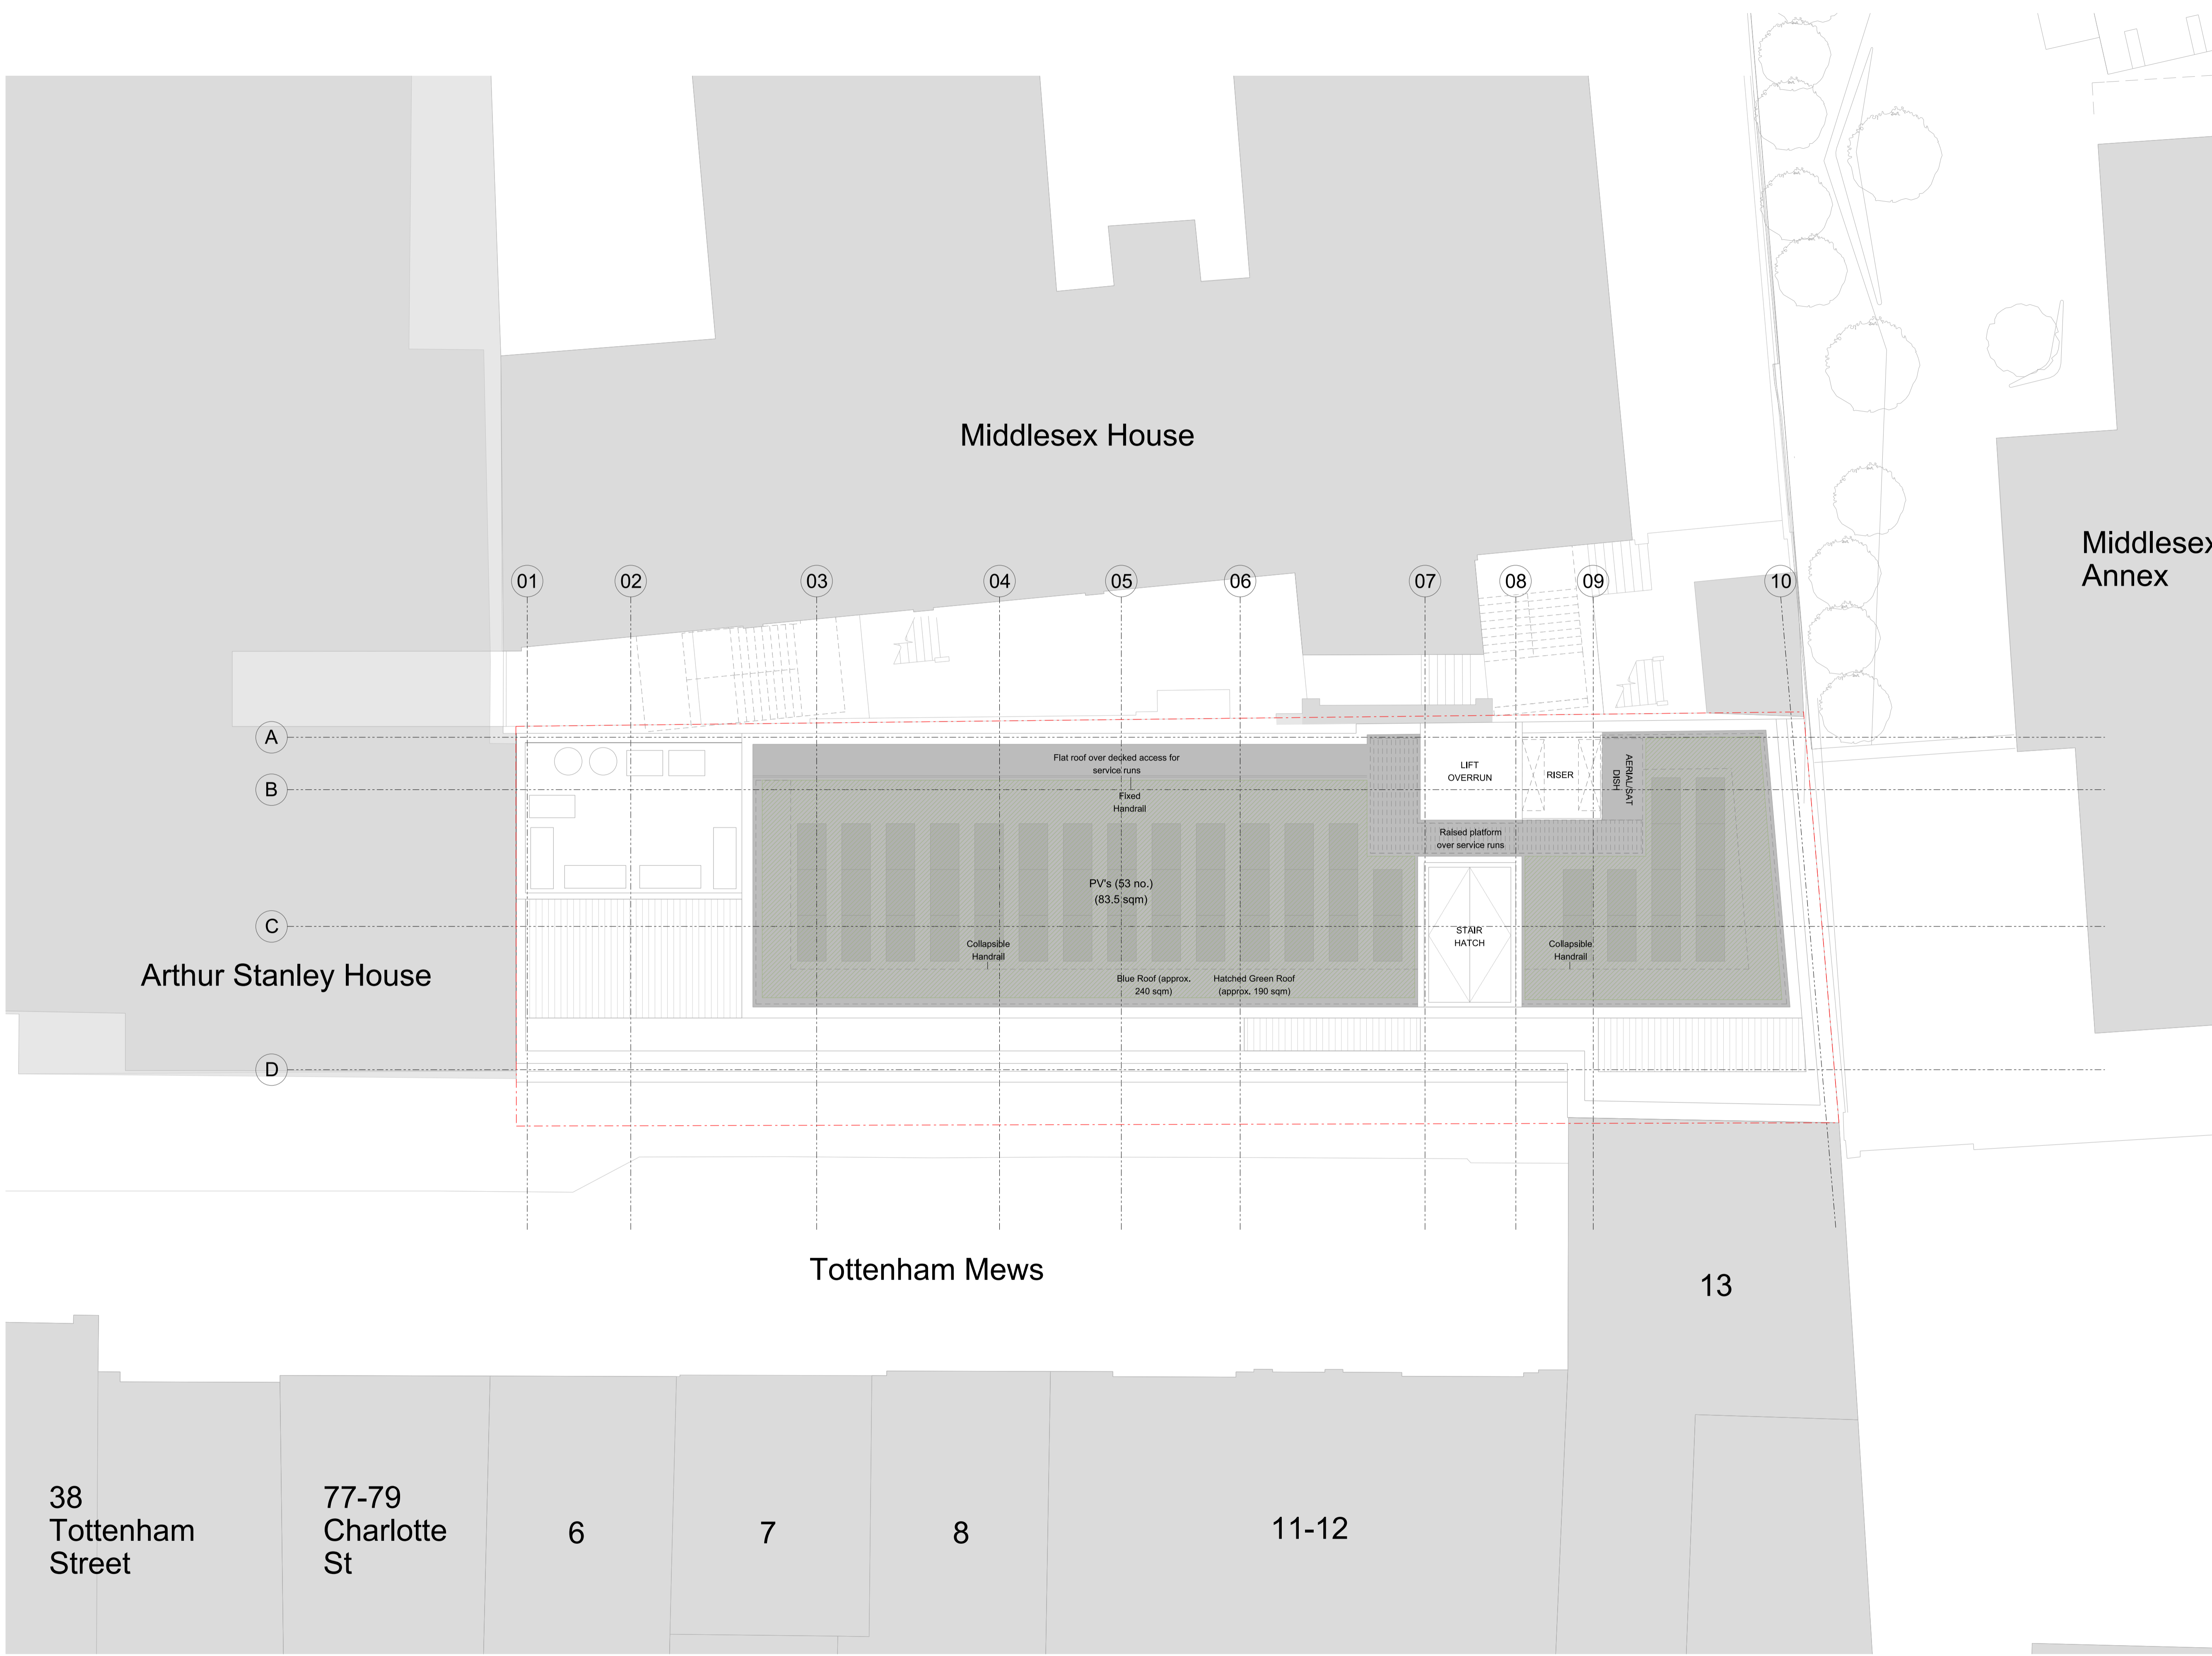 Middlesex House
Middlesex
Annex
01
02
03
04
05
06
07
08
09
10
A
B
C
D
Flat roof over decked access for
service runs
Fixed
Handrail
LIFT
OVERRUN
RISER
AERIAL/SAT
DISH
Raised platform
over service runs
PV's (53 no.)
(83.5 sqm)
STAIR
HATCH
Collapsible
Handrail
Collapsible
Handrail
Blue Roof (approx.
240 sqm)
Hatched Green Roof
(approx. 190 sqm)
Arthur Stanley House
Tottenham Mews
13
38
Tottenham
Street
77-79
Charlotte
St
6
7
8
11-12